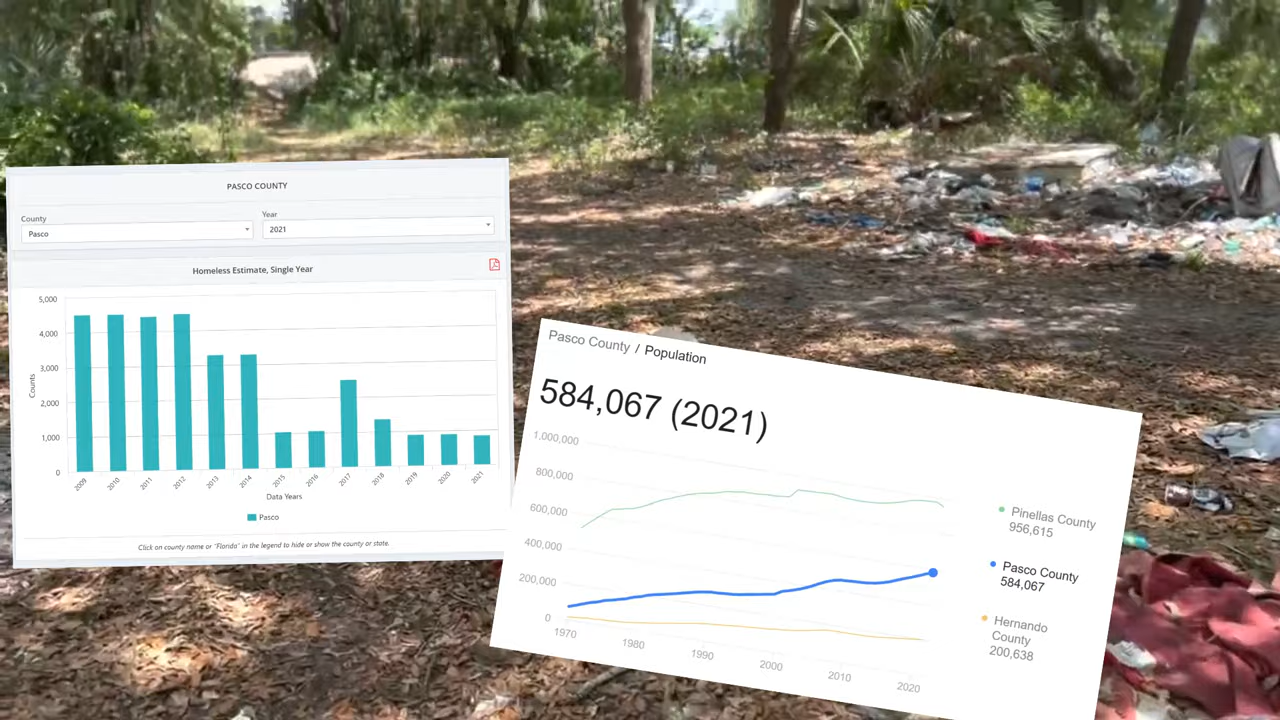 PASCO COUNTY
County
Year
Pasco
2021
Homeless Estimate, Single Year
5,000
4,000
3,000
2,000
1,000
0
Counts
2009
2010
2011
2012
2013
2014
2015
2016
2017
2018
2019
2020
2021
Data Years
Pasco
Click on county name or "Florida" in the legend to hide or show the county or state.
Pasco County / Population
584,067 (2021)
1,000,000
800,000
600,000
400,000
200,000
0
1970
1980
1990
2000
2010
2020
Pinellas County
956,615
Pasco County
584,067
Hernando
County
200,638